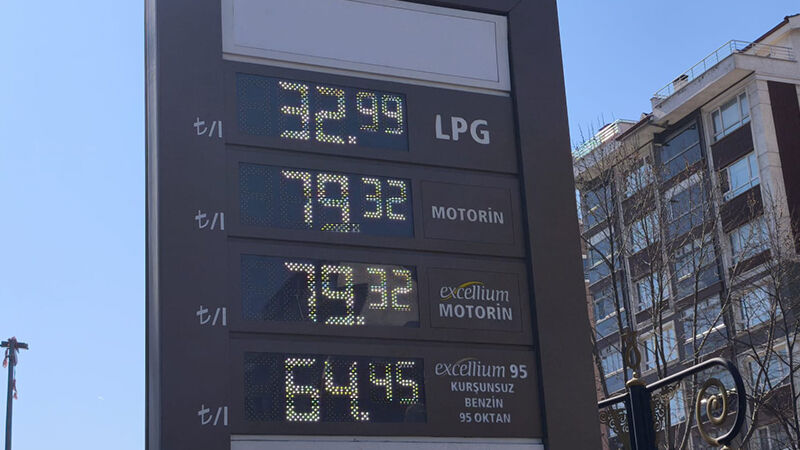 ₺/l 32.99 LPG
₺/l 79.32 MOTORİN
₺/l 79.32 excellium
MOTORİN
₺/l 64.45 excellium 95
KURŞUNSUZ
BENZİN
95 OKTAN